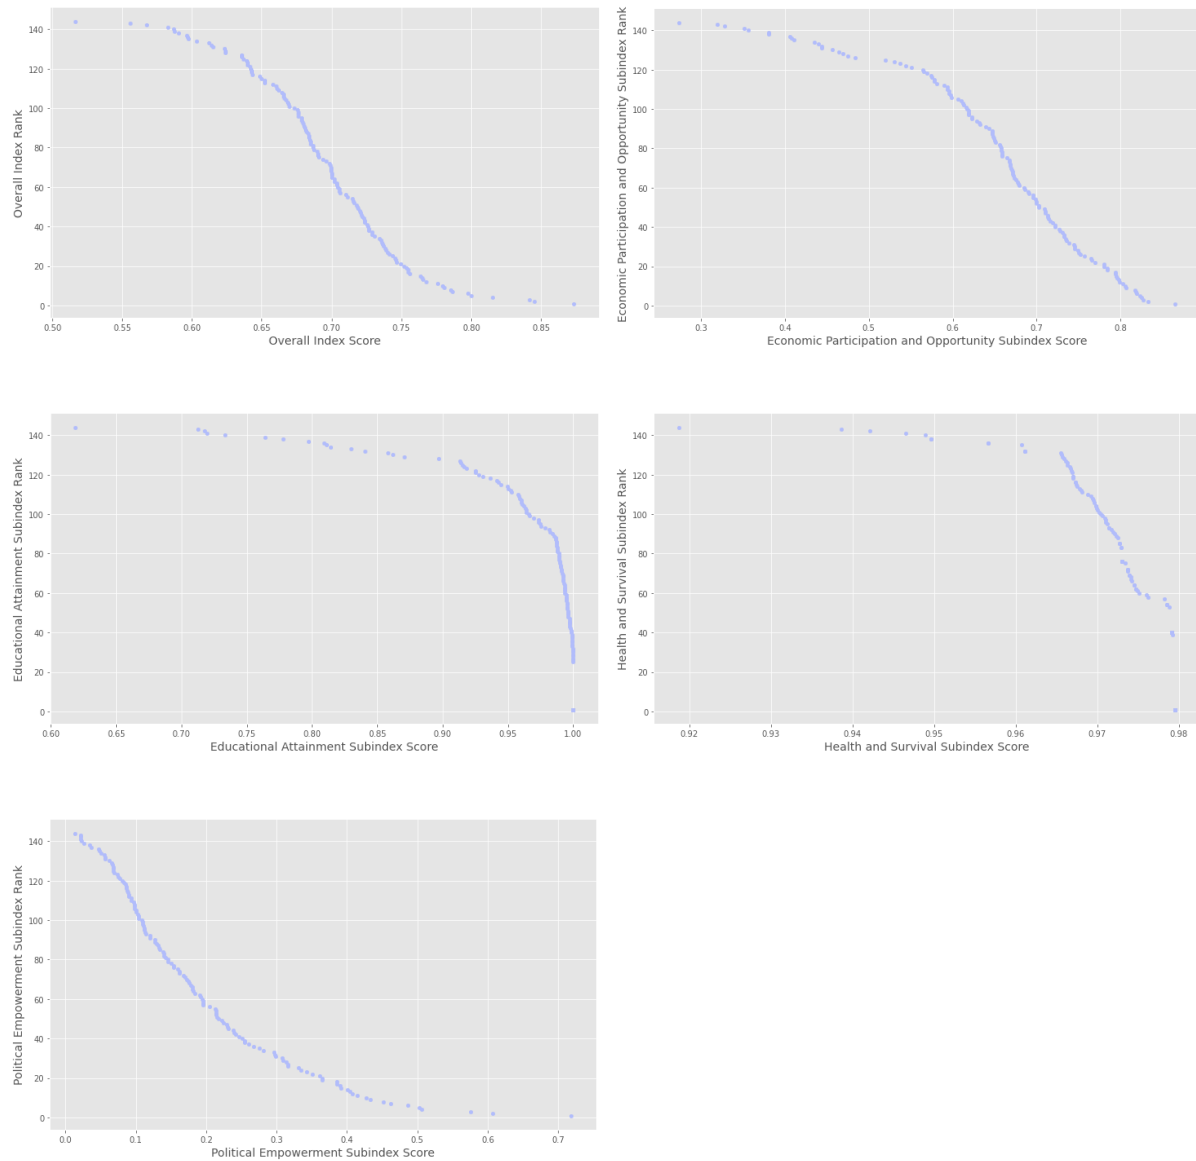 140
120
100
80
60
40
20
0
Overall Index Rank
0.50 0.55 0.60 0.65 0.70 0.75 0.80 0.85
Overall Index Score
140
120
100
80
60
40
20
0
Economic Participation and Opportunity Subindex Rank
0.3 0.4 0.5 0.6 0.7 0.8
Economic Participation and Opportunity Subindex Score
140
120
100
80
60
40
20
0
Educational Attainment Subindex Rank
0.60 0.65 0.70 0.75 0.80 0.85 0.90 0.95 1.00
Educational Attainment Subindex Score
140
120
100
80
60
40
20
0
Health and Survival Subindex Rank
0.92 0.93 0.94 0.95 0.96 0.97 0.98
Health and Survival Subindex Score
140
120
100
80
60
40
20
0
Political Empowerment Subindex Rank
0.0 0.1 0.2 0.3 0.4 0.5 0.6 0.7
Political Empowerment Subindex Score